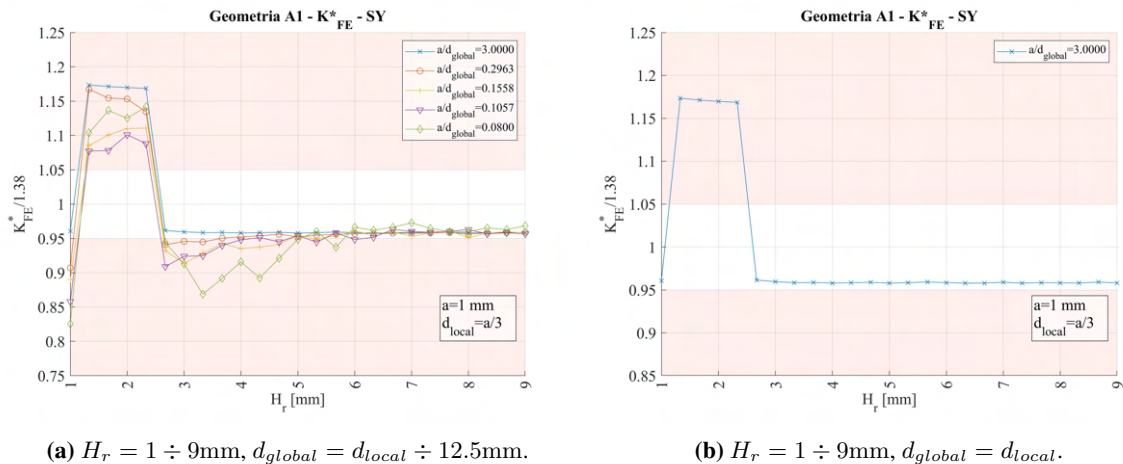 Geometria A1 - K*FE - SY
1.25
1.2
1.15
1.1
1.05
1
0.95
0.9
0.85
0.8
0.75
K*FE/1.38
1
2
3
4
5
6
7
8
9
Hr [mm]
a/dglobal=3.0000
a/dglobal=0.2963
a/dglobal=0.1558
a/dglobal=0.1057
a/dglobal=0.0800
a=1 mm
dlocal=a/3
(a) Hr = 1 ÷ 9mm, dglobal = dlocal ÷ 12.5mm.
Geometria A1 - K*FE - SY
1.25
1.2
1.15
1.1
1.05
1
0.95
0.9
0.85
K*FE/1.38
1
2
3
4
5
6
7
8
9
Hr [mm]
a/dglobal=3.0000
a=1 mm
dlocal=a/3
(b) Hr = 1 ÷ 9mm, dglobal = dlocal.